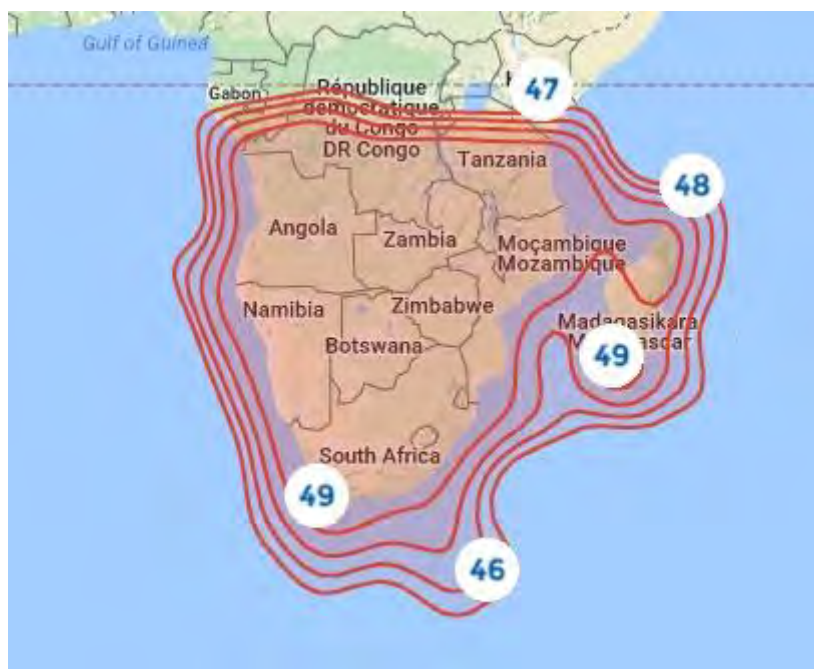 Gulf of Guinea
47
République
démocratique
du Congo
DR Congo
Gabon
Tanzania
48
Angola
Zambia
Moçambique
Mozambique
Namibia
Zimbabwe
Botswana
Madagasikara
49
South Africa
49
46